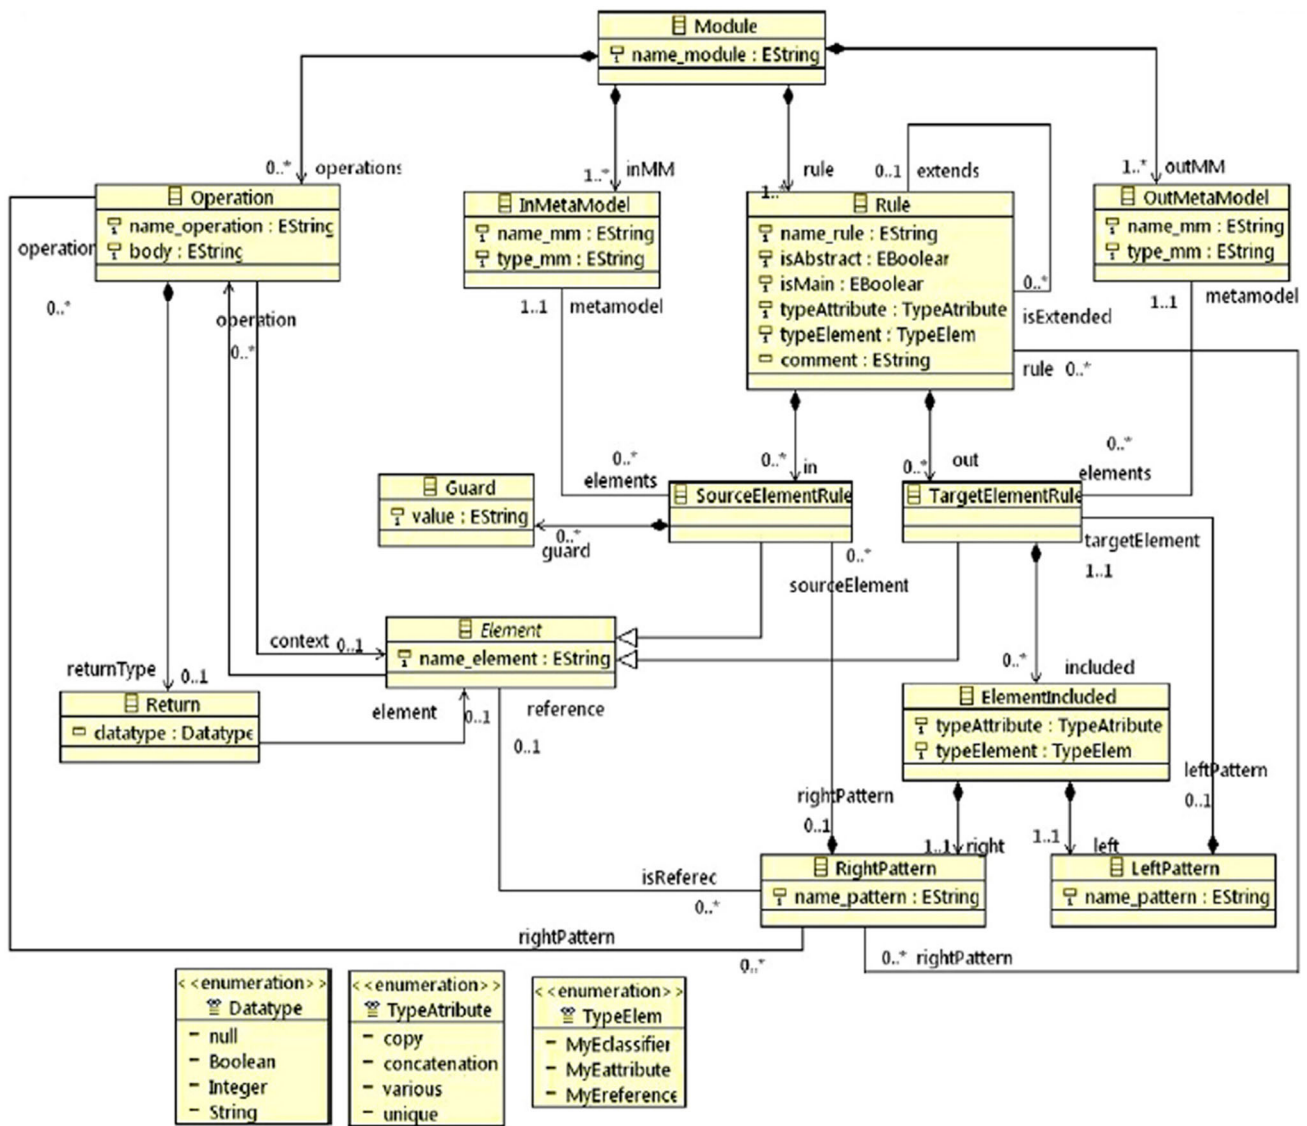 Module
name_module : EString
0..*
operations
1..*
inMM
rule
1..*
0..1
extends
1..*
outMM
Operation
name_operation : EString
body : EString
operation
0..*
InMetaModel
name_mm : EString
type_mm : EString
1..1
metamodel
Rule
name_rule : EString
isAbstract : EBoolear
isMain : EBoolear
typeAttribute : TypeAtribute
typeElement : TypeElem
comment : EString
0..*
isExtended
OutMetaModel
name_mm : EString
type_mm : EString
1..1
metamodel
rule 0..*
operation
0..*
0..*
elements
0..*
in
0..*
out
0..*
elements
Guard
value : EString
0..*
guard
SourceElementRule
TargetElementRule
0..*
sourceElement
targetElement
1..1
Element
name_element : EString
context 0..1
returnType
0..1
0..*
included
Return
datatype : Datatype
element
0..1
reference
0..1
ElementIncluded
typeAttribute : TypeAtribute
typeElement : TypeElem
leftPattern
0..1
rightPattern
0..1
1..1 right
1..1
left
RightPattern
name_pattern : EString
LeftPattern
name_pattern : EString
isReferec
0..*
rightPattern
0..*
0..* rightPattern
<<enumeration>>
Datatype
null
Boolean
Integer
String
<<enumeration>>
TypeAtribute
copy
concatenation
various
unique
<<enumeration>>
TypeElem
MyEclassifier
MyEattribute
MyEreference